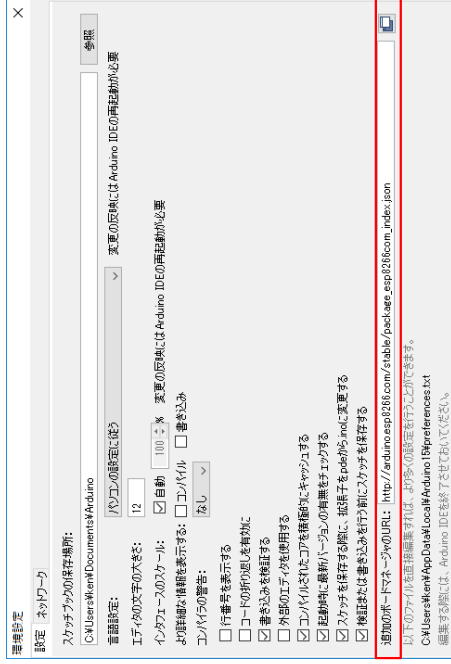 環境設定
設定 ネットワーク
スケッチブックの保存場所:
C:¥Users¥ken¥Documents¥Arduino 参照
言語設定: パソコンの設定に従う 変更の反映にはArduino IDEの再起動が必要
エディタの文字の大きさ: 12
インタフェースのスケール: 自動 100 % 変更の反映にはArduino IDEの再起動が必要
より詳細な情報を表示する: コンパイル 書き込み
コンパイラの警告: なし
行番号を表示する
コードの折り返しを有効に
書き込みを検証する
外部のエディタを使用する
コンパイルされたコアを積極的にキャッシュする
起動時に最新バージョンの有無をチェックする
スケッチを保存する際に、拡張子をpdeから.inoに変更する
検証または書き込みを行う前にスケッチを保存する
追加のボードマネージャのURL: http://arduino.esp8266.com/stable/package_esp8266com_index.json
以下のファイルを直接編集すれば、より多くの設定を行うことができます。
C:¥Users¥ken¥AppData¥Local¥Arduino15¥preferences.txt
編集する際には、Arduino IDEを終了させておいてください。